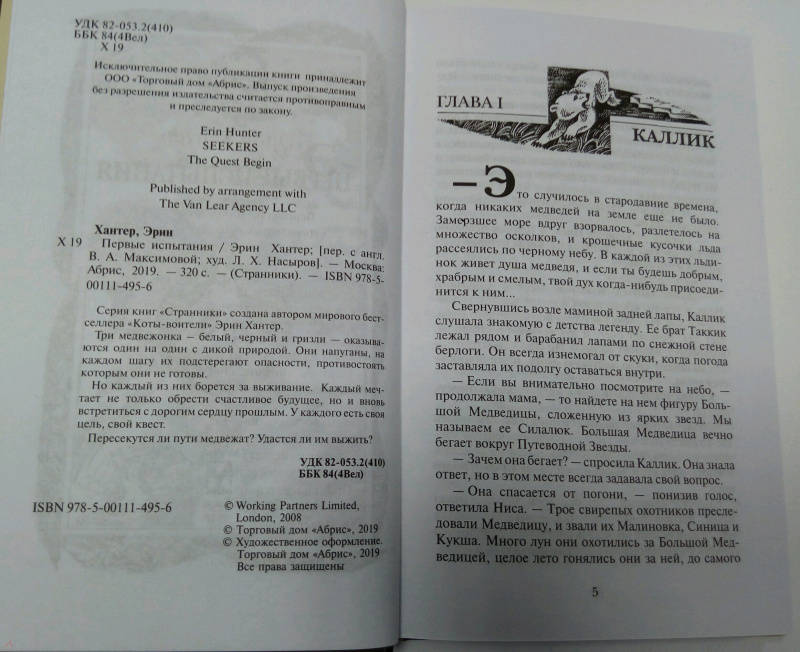 УДК 82-053.2(410)
ББК 84(4Вел)
Х 19
Исключительное право публикации книги принадлежит
ООО «Торговый дом «Абрис». Выпуск произведения
без разрешения издательства считается противоправным
и преследуется по закону.
Erin Hunter
SEEKERS
The Quest Begin
Published by arrangement with
The Van Lear Agency LLC
Хантер, Эрин
Х 19 Первые испытания / Эрин Хантер; [пер. с англ.
В. А. Максимовой; худ. Л. Х. Насыров]. — Москва:
Абрис, 2019. — 320 с. — (Странники). — ISBN 978-5-
00111-495-6
Серия книг «Странники» создана автором мирового бест-
селлера «Коты-воители» Эрин Хантер.
Три медвежонка – белый, черный и гризли — оказыва-
ются один на один с дикой природой. Они напуганы, на
каждом шагу их подстерегают опасности, противостоять
которым они не готовы.
Но каждый из них борется за выживание. Каждый меч-
тает не только обрести счастливое будущее, но и вновь
встретиться с дорогим сердцу прошлым. У каждого есть своя
цель, свой квест.
Пересекутся ли пути медвежат? Удастся ли им выжить?
УДК 82-053.2(410)
ББК 84(4Вел)
ISBN 978-5-00111-495-6
© Working Partners Limited,
London, 2008
© Торговый дом «Абрис», 2019
© Художественное оформление.
Торговый дом «Абрис», 2019
Все права защищены
ГЛАВА I
КАЛЛИК
– Это случилось в стародавние времена,
когда никаких медведей на земле еще не было.
Замерзшее море вдруг взорвалось, разлетелось на
множество осколков, и крошечные кусочки льда
рассеялись по черному небу. В каждой из этих льди-
нок живет душа медведя, и если ты будешь добрым,
храбрым и смелым, твой дух когда-нибудь присоеди-
нится к ним...
Свернувшись возле маминой задней лапы, Каллик
слушала знакомую с детства легенду. Ее брат Таккик
лежал рядом и барабанил лапами по снежной стене
берлоги. Он всегда изнемогал от скуки, когда погода
заставляла их подолгу оставаться внутри.
— Если вы внимательно посмотрите на небо, —
продолжала мама, — то найдете на нем фигуру Боль-
шой Медведицы, сложенную из ярких звезд. Мы
называем ее Силалюк. Большая Медведица вечно
бегает вокруг Путеводной Звезды.
— Зачем она бегает? — спросила Каллик. Она знала
ответ, но в этом месте всегда задавала свой вопрос.
— Она спасается от погони, — понизив голос,
ответила Ниса. — Трое свирепых охотников пресле-
довали Медведицу, и звали их Малиновка, Синица и
Кукша. Много лун они охотились за Большой Мед-
ведицей, целое лето гонялись они за ней, до самого
5